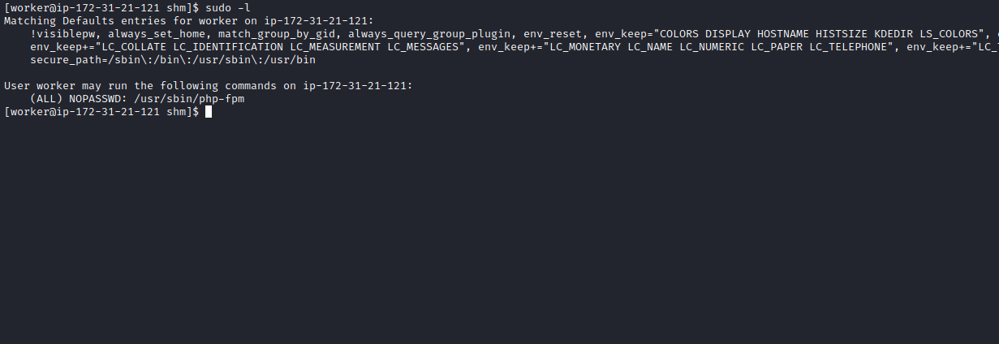 [worker@ip-172-31-21-121 shm]$ sudo -l
Matching Defaults entries for worker on ip-172-31-21-121:
    !visiblepw, always_set_home, match_group_by_gid, always_query_group_plugin, env_reset, env_keep="COLORS DISPLAY HOSTNAME HISTSIZE KDEDIR LS_COLORS",
    env_keep+="LC_COLLATE LC_IDENTIFICATION LC_MEASUREMENT LC_MESSAGES", env_keep+="LC_MONETARY LC_NAME LC_NUMERIC LC_PAPER LC_TELEPHONE", env_keep+="LC_
    secure_path=/sbin\:/bin\:/usr/sbin\:/usr/bin
User worker may run the following commands on ip-172-31-21-121:
    (ALL) NOPASSWD: /usr/sbin/php-fpm
[worker@ip-172-31-21-121 shm]$